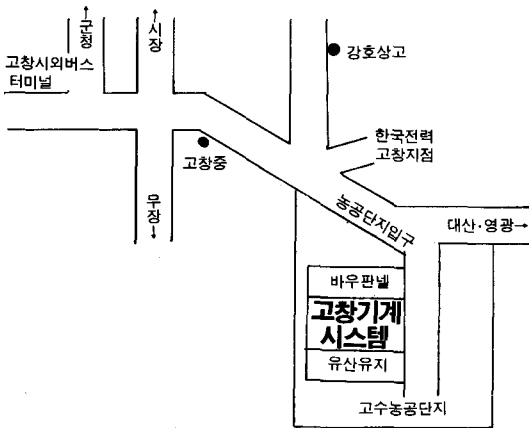 ←군청
←시장
고창시외버스
터미널
강호상고
한국전력
고창지점
고창중
무장→
농공단지입구
대산·영광→
바우판넬
고창기계
시스템
유산유지
고수농공단지